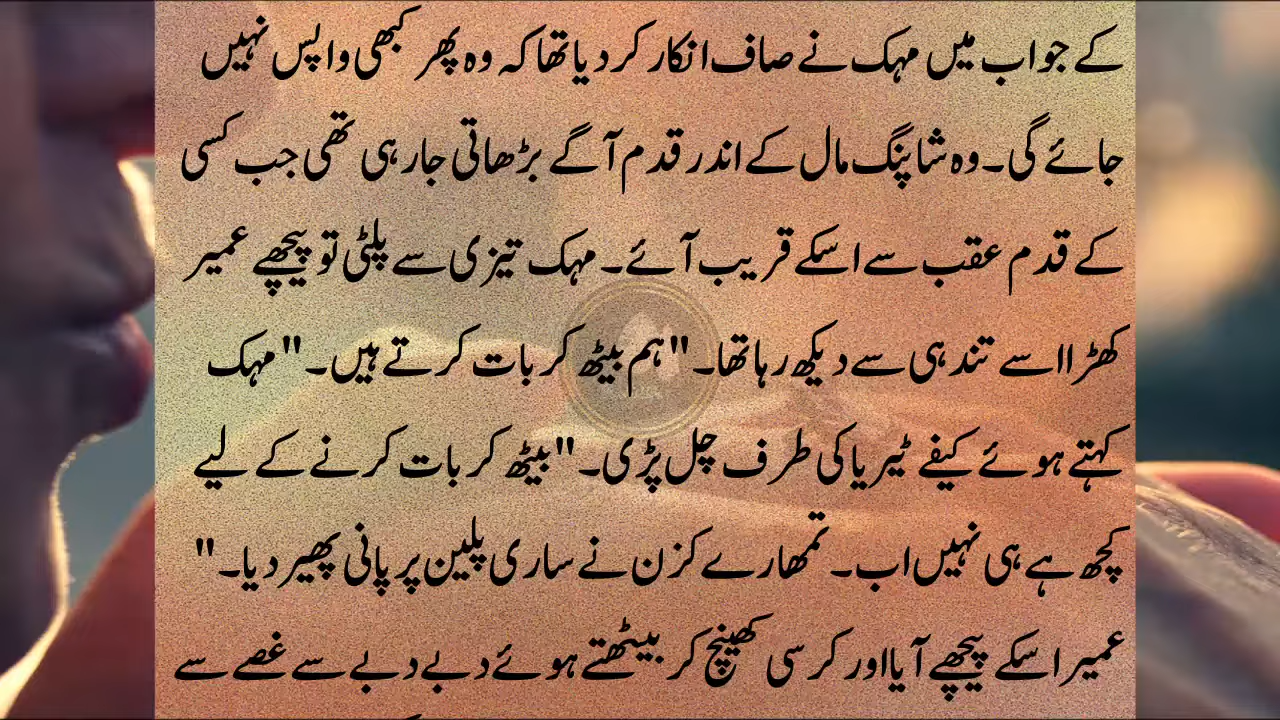 کے جواب میں مہک نے صاف انکار کر دیا تھا کہ وہ پھر کبھی واپس نہیں
جائے گی۔ وہ شاپنگ مال کے اندر قدم آگے بڑھاتی جا رہی تھی جب کسی
کے قدم عقب سے اسکے قریب آئے۔ مہک تیزی سے پلٹی تو پیچھے عمیر
کھڑا اسے تندہی سے دیکھ رہا تھا۔ "ہم بیٹھ کر بات کرتے ہیں۔" مہک
کہتے ہوئے کیفے ٹیریا کی طرف چل پڑی۔ "بیٹھ کر بات کرنے کے لیے
کچھ ہے ہی نہیں اب۔ تمھارے کزن نے ساری پلین پر پانی پھیر دیا۔"
عمیر اسکے پیچھے آیا اور کرسی کھینچ کر بیٹھتے ہوئے دبے دبے سے غصے سے